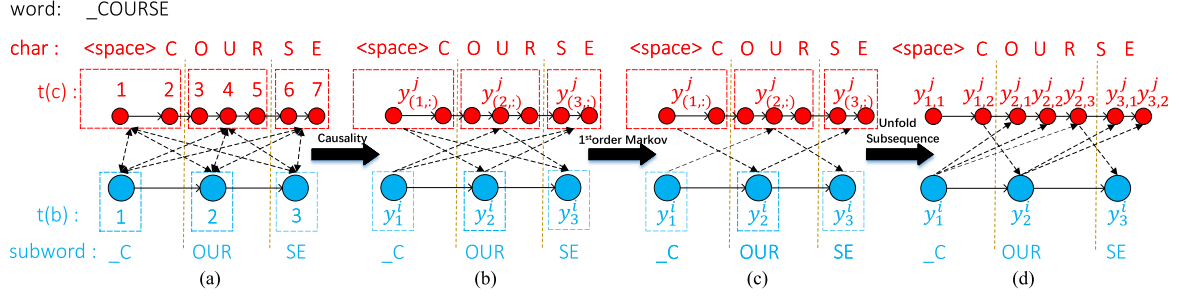 word: _COURSE
char : <space> C O U R S E <space> C O U R S E <space> C O U R S E <space> C O U R S E
t(c) : 1 2 3 4 5 6 7 y^j_(1,:) y^j_(2,:) y^j_(3,:) y^j_(1,:) y^j_(2,:) y^j_(3,:) y^j_1,1 y^j_1,2 y^j_2,1 y^j_2,2 y^j_2,3 y^j_3,1 y^j_3,2
Causality 1st order Markov Unfold
Subsequence
t(b) : 1 2 3 y^i_1 y^i_2 y^i_3 y^i_1 y^i_2 y^i_3 y^i_1 y^i_2 y^i_3
subword : _C OUR SE _C OUR SE _C OUR SE _C OUR SE
(a) (b) (c) (d)